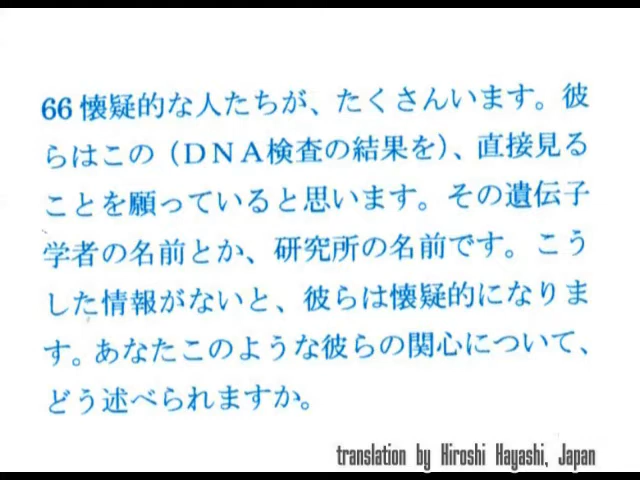 66 懐疑的な人たちが、たくさんいます。彼
らはこの（DNA検査の結果を）、直接見る
ことを願っていると思います。その遺伝子
学者の名前とか、研究所の名前です。こう
した情報がないと、彼らは懐疑的になりま
す。あなたこのような彼らの関心について、
どう述べられますか。
translation by Hiroshi Hayashi, Japan